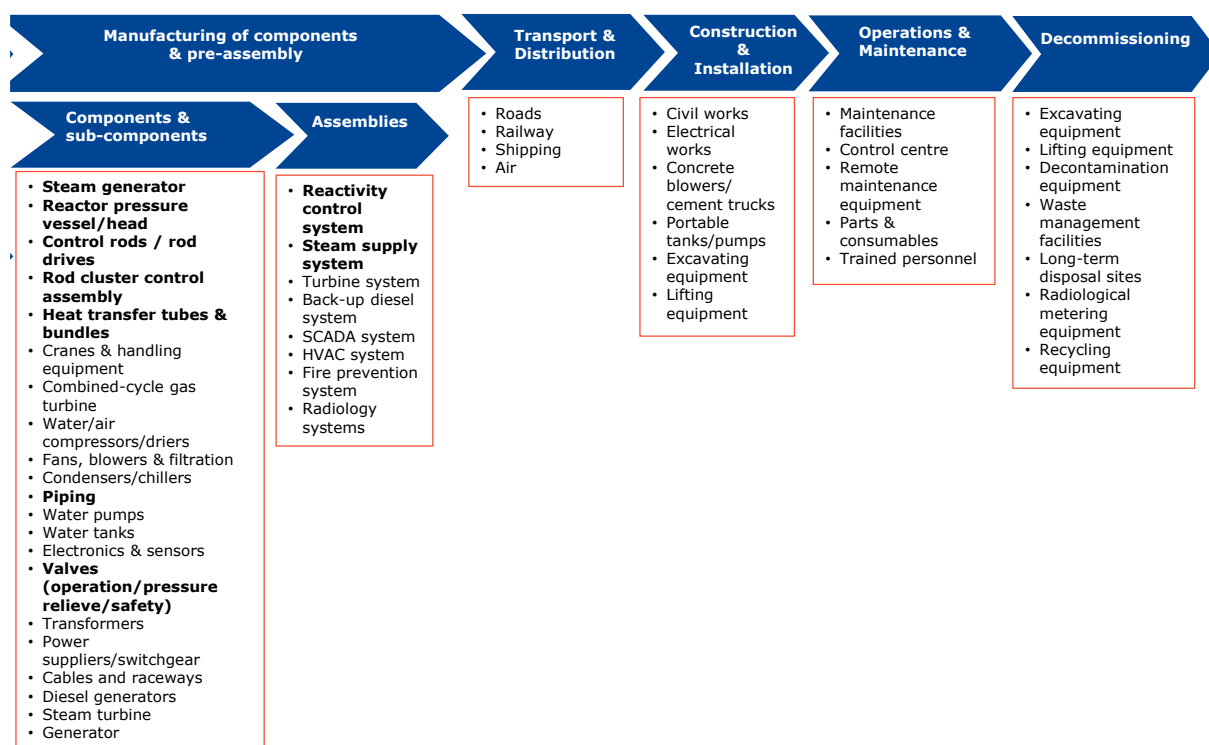 Manufacturing of components
& pre-assembly
Transport &
Distribution
Construction
&
Installation
Operations &
Maintenance
Decommissioning
Components &
sub-components
• Steam generator
• Reactor pressure
vessel/head
• Control rods / rod
drives
• Rod cluster control
assembly
• Heat transfer tubes &
bundles
• Cranes & handling
equipment
• Combined-cycle gas
turbine
• Water/air
compressors/driers
• Fans, blowers & filtration
• Condensers/chillers
• Piping
• Water pumps
• Water tanks
• Electronics & sensors
• Valves
(operation/pressure
relieve/safety)
• Transformers
• Power
suppliers/switchgear
• Cables and raceways
• Diesel generators
• Steam turbine
• Generator
Assemblies
• Reactivity
control
system
• Steam supply
system
• Turbine system
• Back-up diesel
system
• SCADA system
• HVAC system
• Fire prevention
system
• Radiology
systems
• Roads
• Railway
• Shipping
• Air
• Civil works
• Electrical
works
• Concrete
blowers/
cement trucks
• Portable
tanks/pumps
• Excavating
equipment
• Lifting
equipment
• Maintenance
facilities
• Control centre
• Remote
maintenance
equipment
• Parts &
consumables
• Trained personnel
• Excavating
equipment
• Lifting equipment
• Decontamination
equipment
• Waste
management
facilities
• Long-term
disposal sites
• Radiological
metering
equipment
• Recycling
equipment